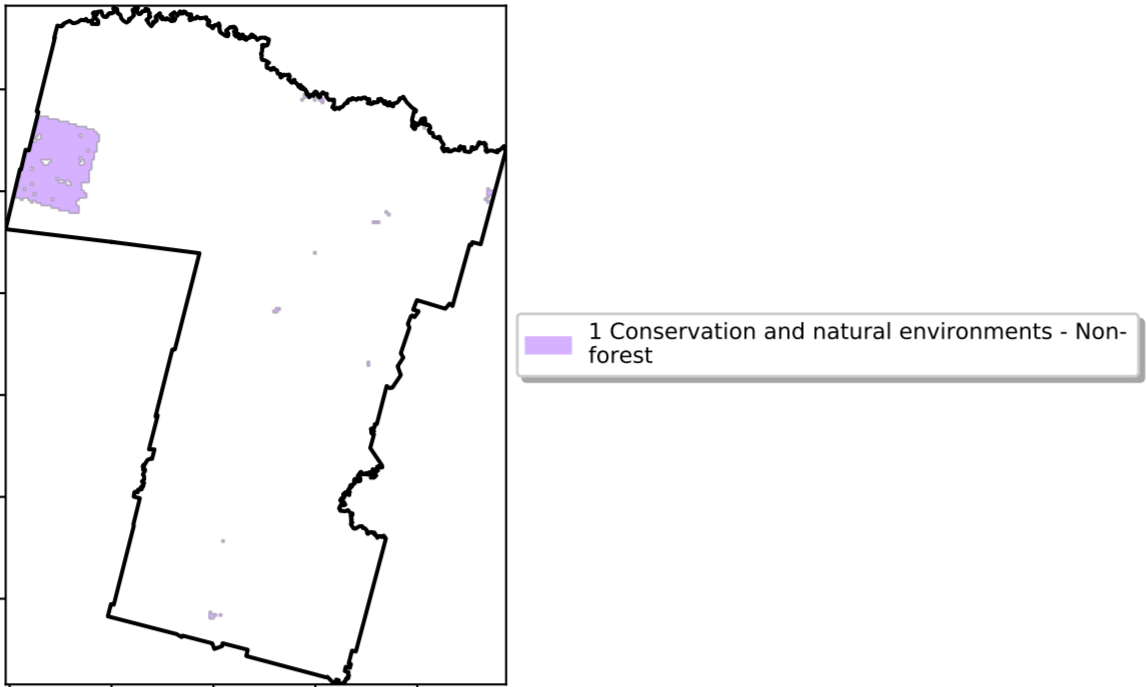 1 Conservation and natural environments - Non-
forest